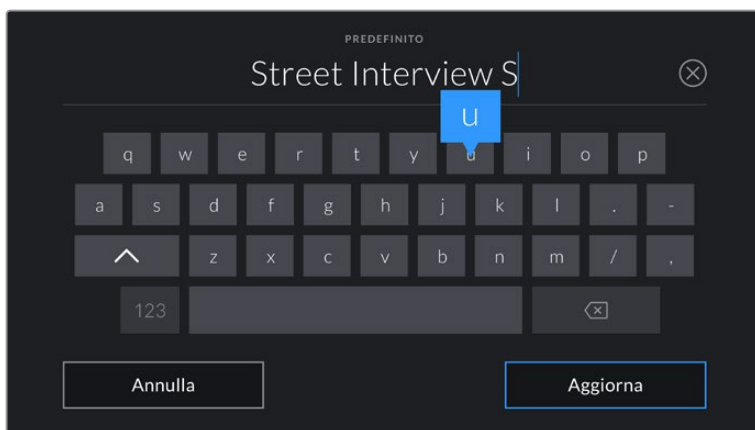 PREDEFINITO
Street Interview S
u
q w e r t y u i o p
a s d f g h j k l . -
z x c v b n m / ,
123
Annulla Aggiorna